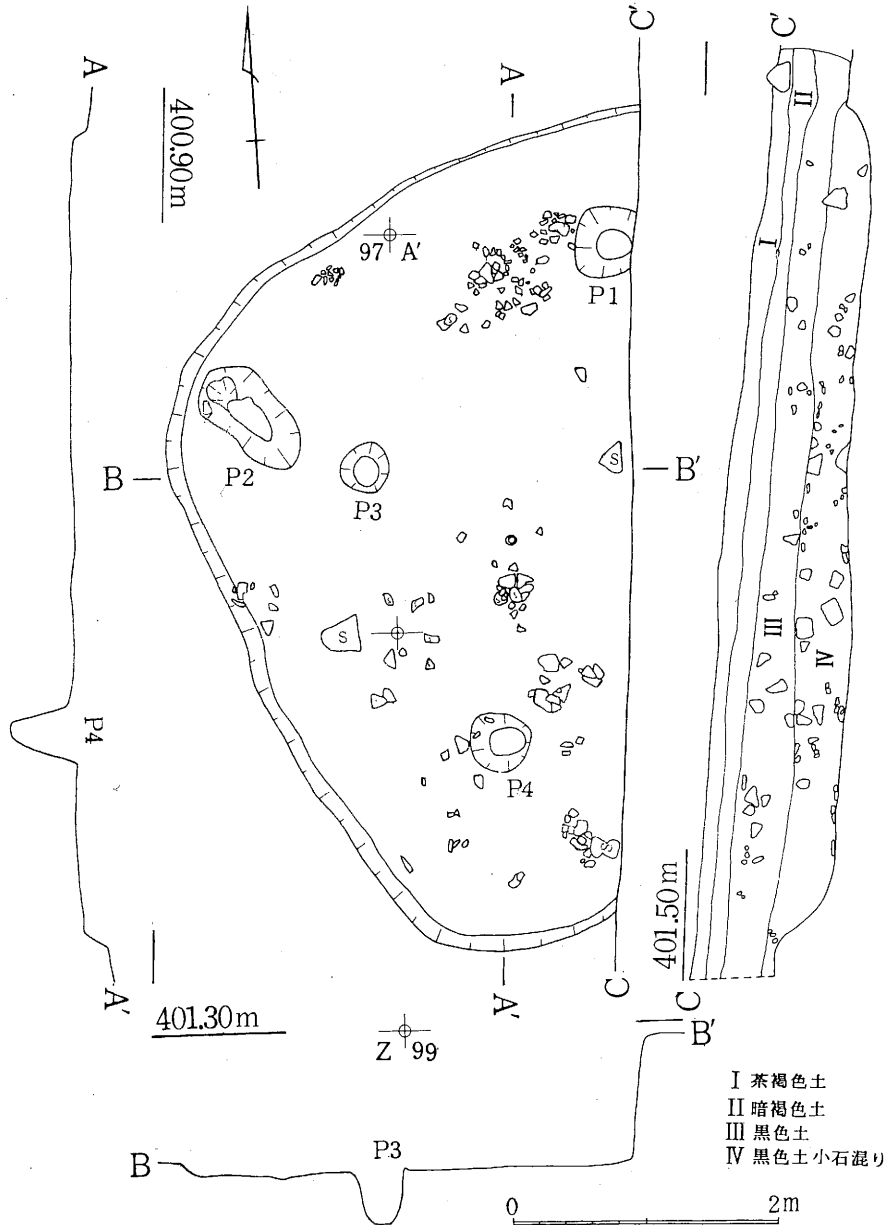 C'
C'
A
A
II
400.90m
I
97 A'
P1
S
P2
B
S
B'
P3
III
S
IV
P4
P4
S
401.50m
A'
A'
C
C
401.30m
Z 99
B'
I 茶褐色土
II 暗褐色土
III 黒色土
IV 黒色土小石混り
P3
B
0 2m